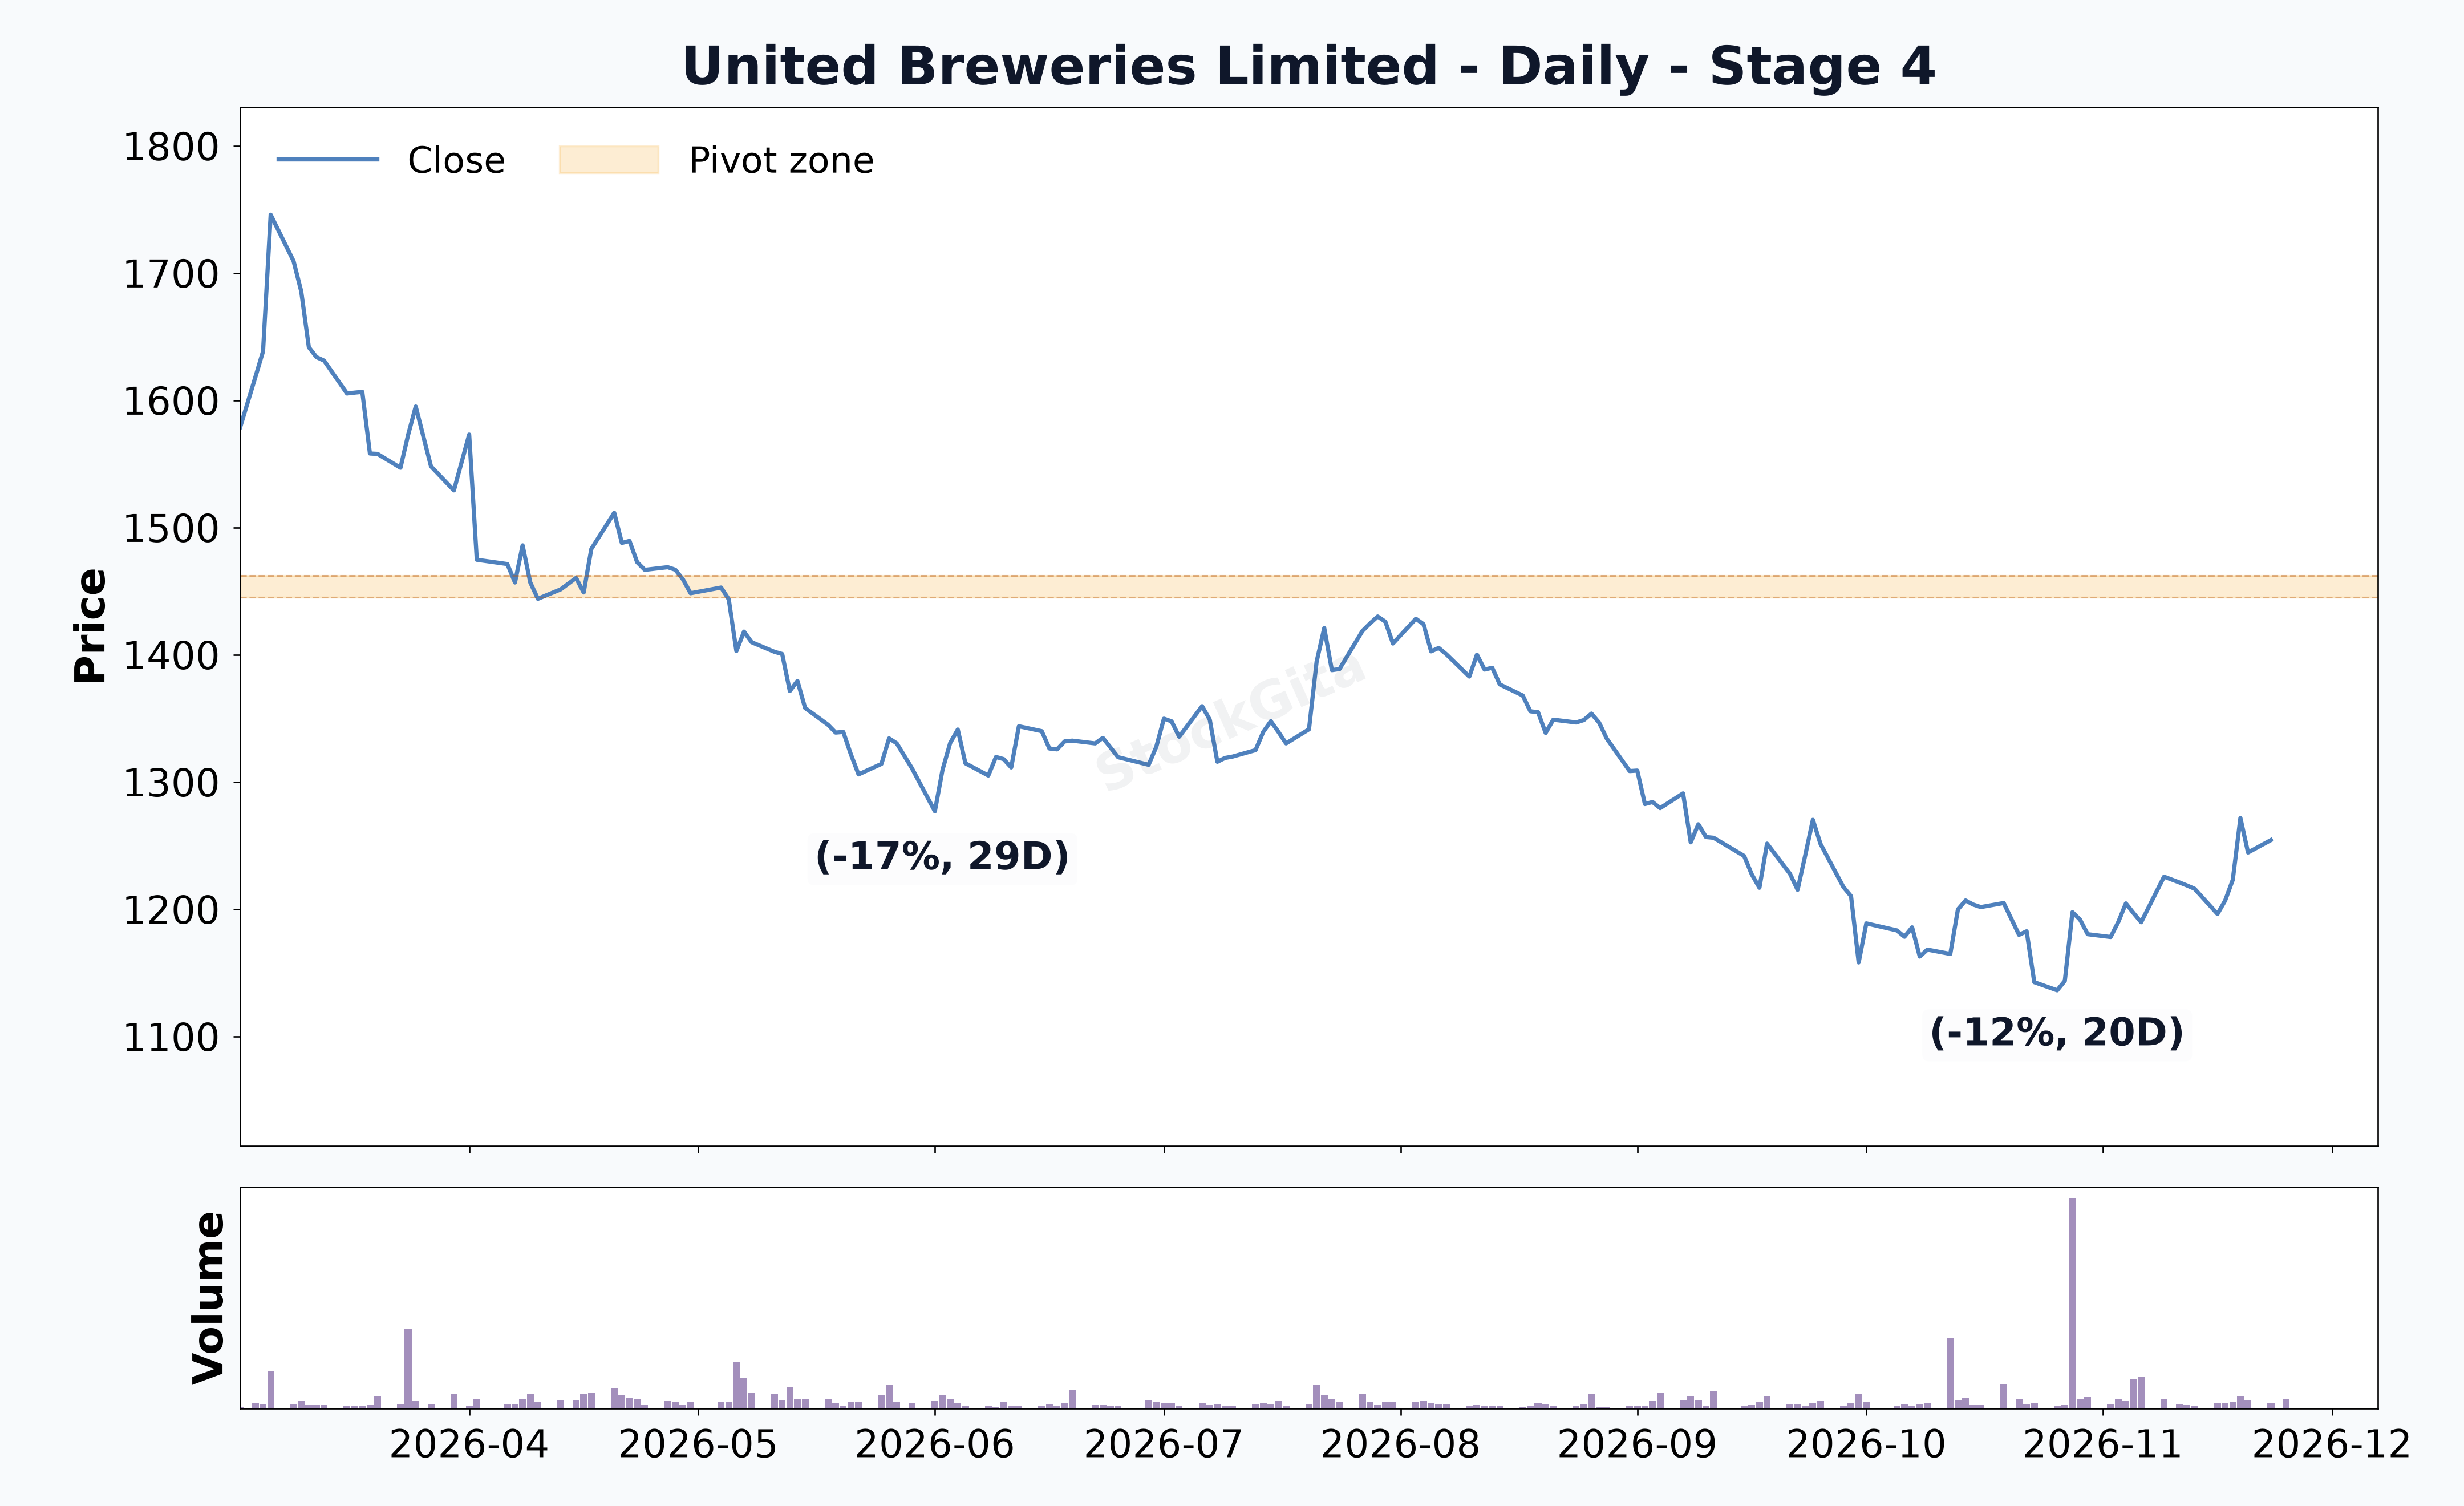 United Breweries Limited - Daily - Stage 4
Close
Pivot zone
Price
1800
1700
1600
1500
1400
1300
1200
1100
StockGita
(-17%, 29D)
(-12%, 20D)
Volume
2026-04
2026-05
2026-06
2026-07
2026-08
2026-09
2026-10
2026-11
2026-12